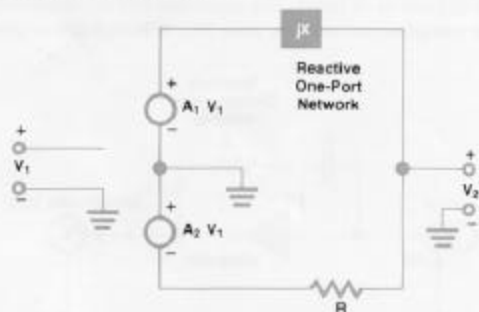 jX
Reactive
One-Port
Network
+
A₁ V₁
−
+
V₁
−
+
A₂ V₁
−
+
V₂
−
R